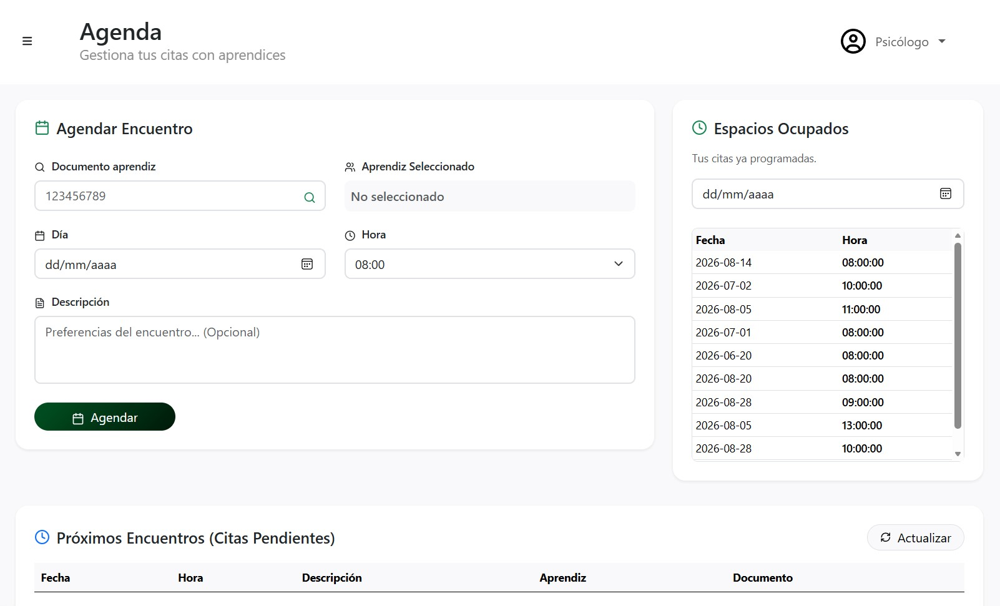 Agenda
Gestiona tus citas con aprendices
Psicólogo
Agendar Encuentro
Documento aprendiz
123456789
Aprendiz Seleccionado
No seleccionado
Día
dd/mm/aaaa
Hora
08:00
Descripción
Preferencias del encuentro... (Opcional)
Agendar
Espacios Ocupados
Tus citas ya programadas.
dd/mm/aaaa
Fecha Hora
2026-08-14 08:00:00
2026-07-02 10:00:00
2026-08-05 11:00:00
2026-07-01 08:00:00
2026-06-20 08:00:00
2026-08-20 08:00:00
2026-08-28 09:00:00
2026-08-05 13:00:00
2026-08-28 10:00:00
Próximos Encuentros (Citas Pendientes)
Actualizar
Fecha Hora Descripción Aprendiz Documento